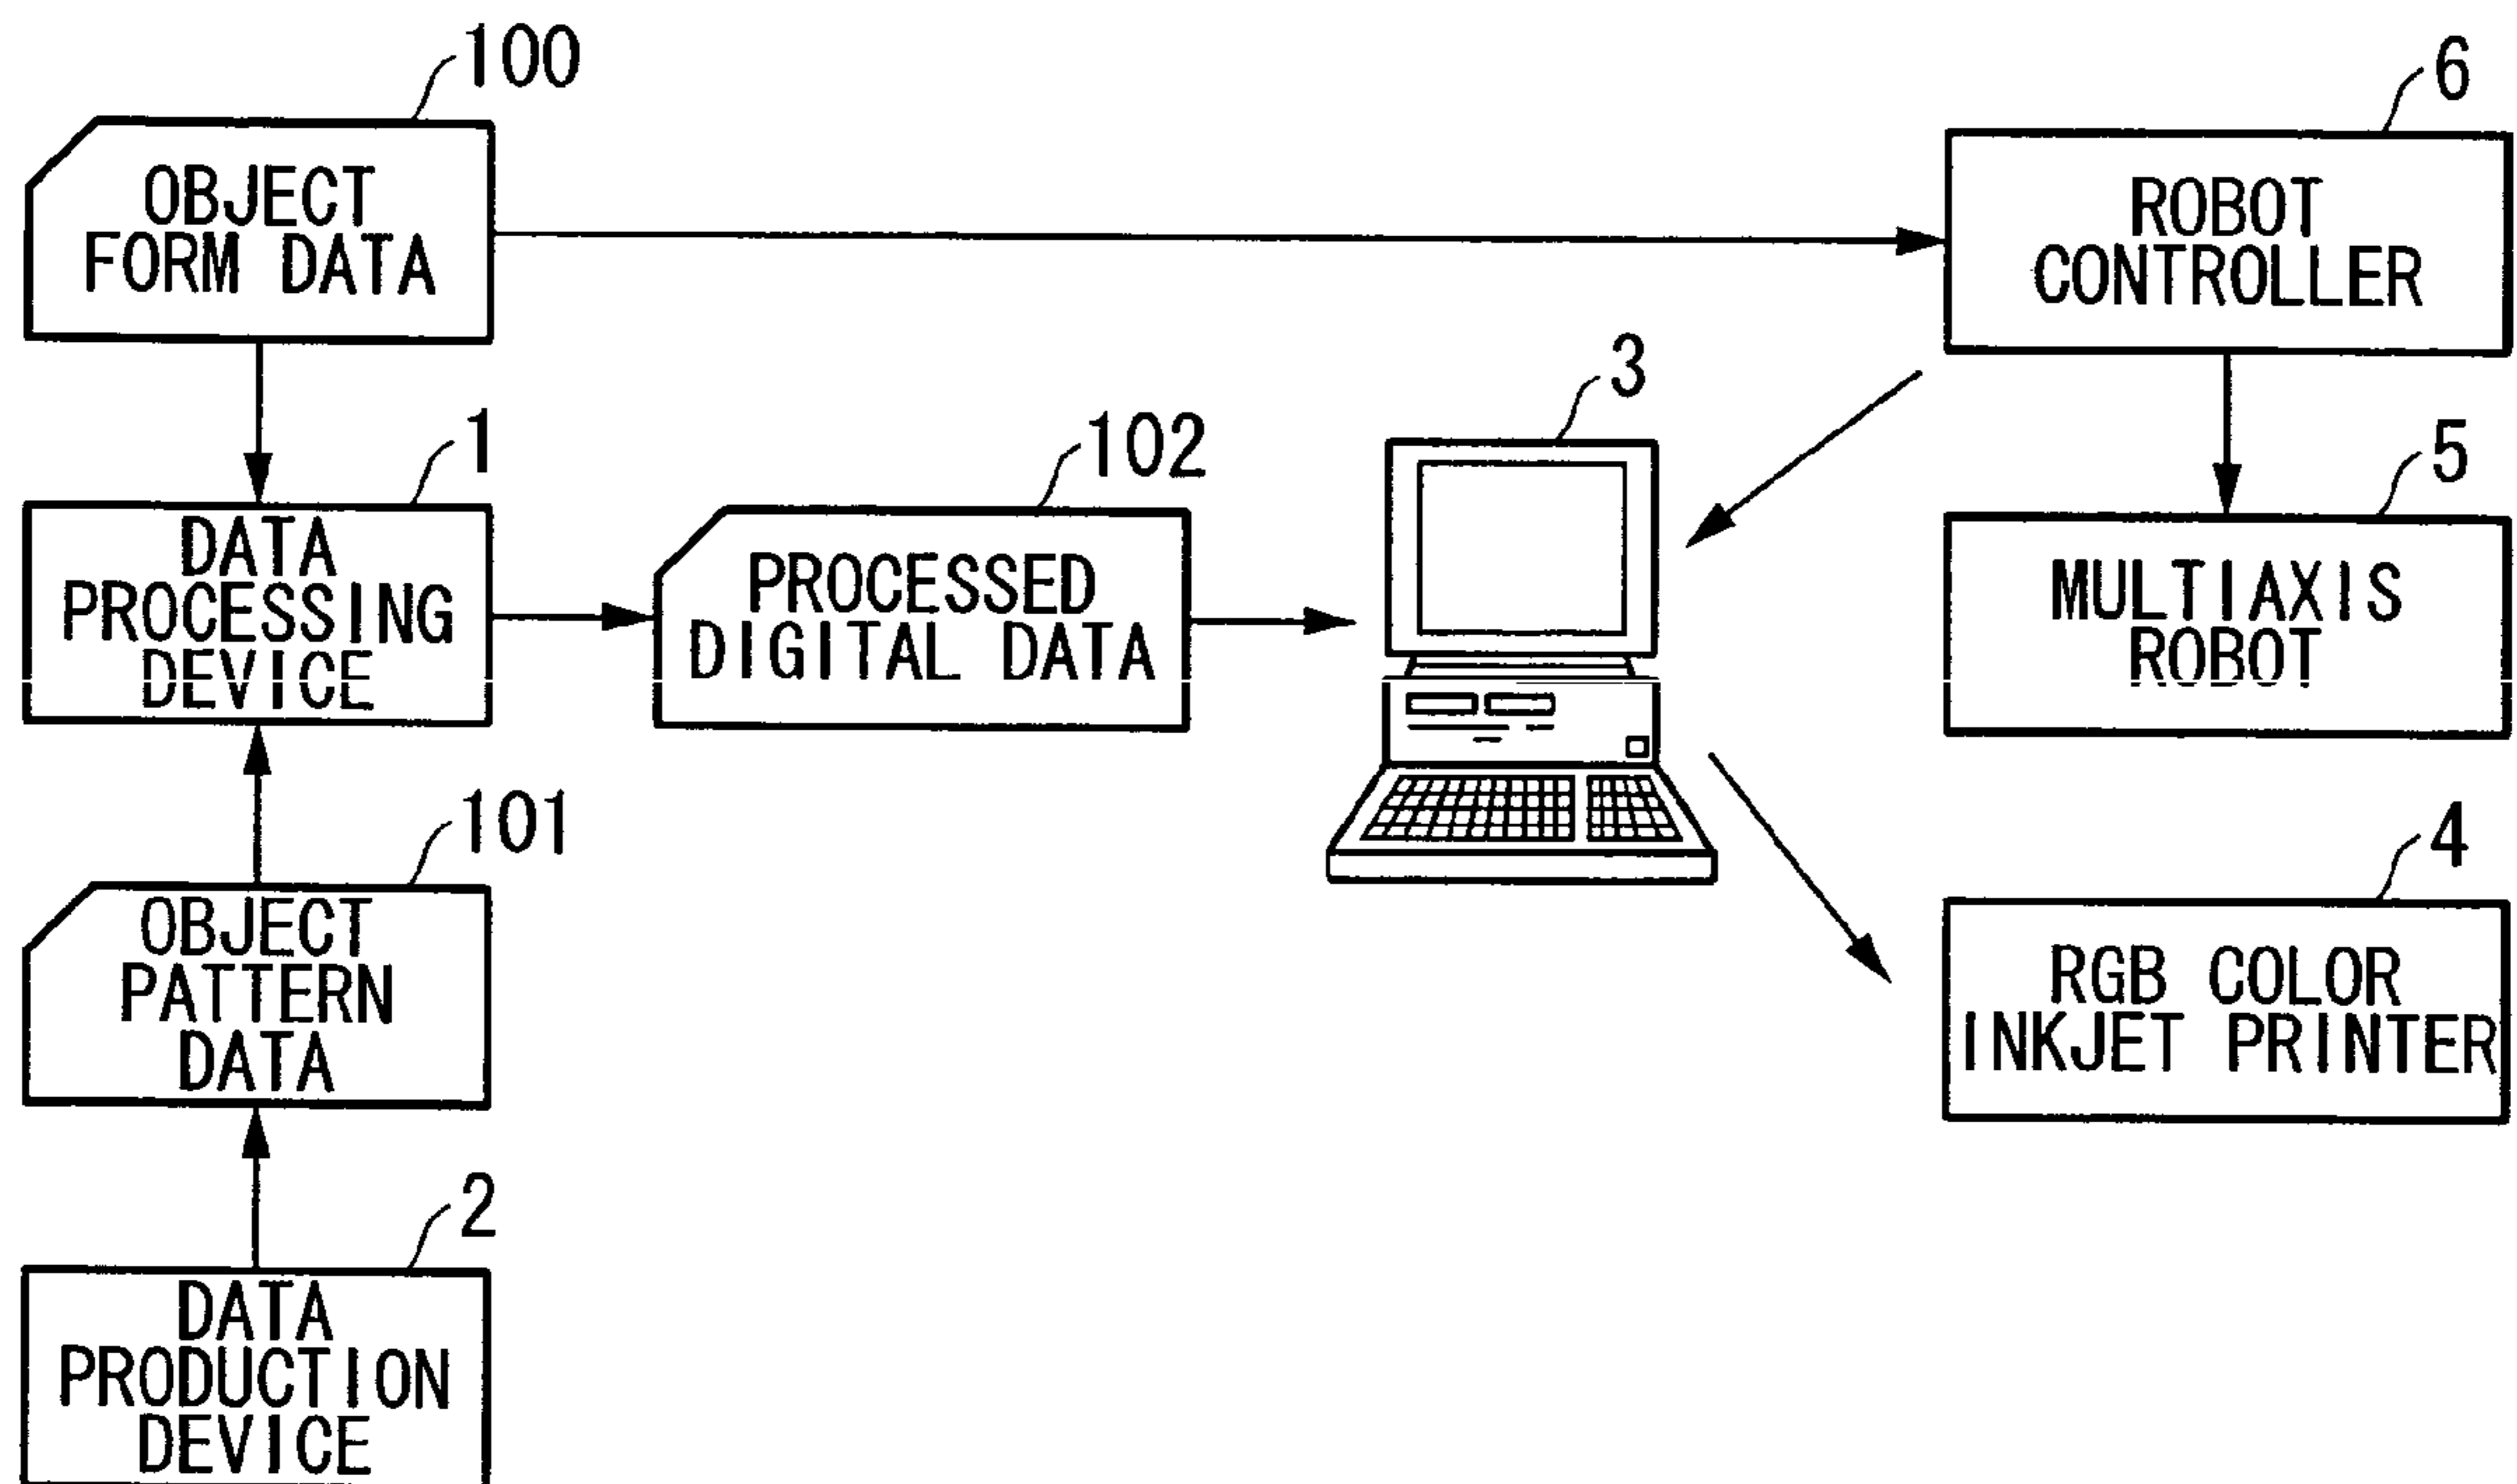 100
OBJECT
FORM DATA
6
ROBOT
CONTROLLER
1
DATA
PROCESSING
DEVICE
102
PROCESSED
DIGITAL DATA
3
5
MULTIAXIS
ROBOT
101
OBJECT
PATTERN
DATA
4
RGB COLOR
INKJET PRINTER
2
DATA
PRODUCTION
DEVICE